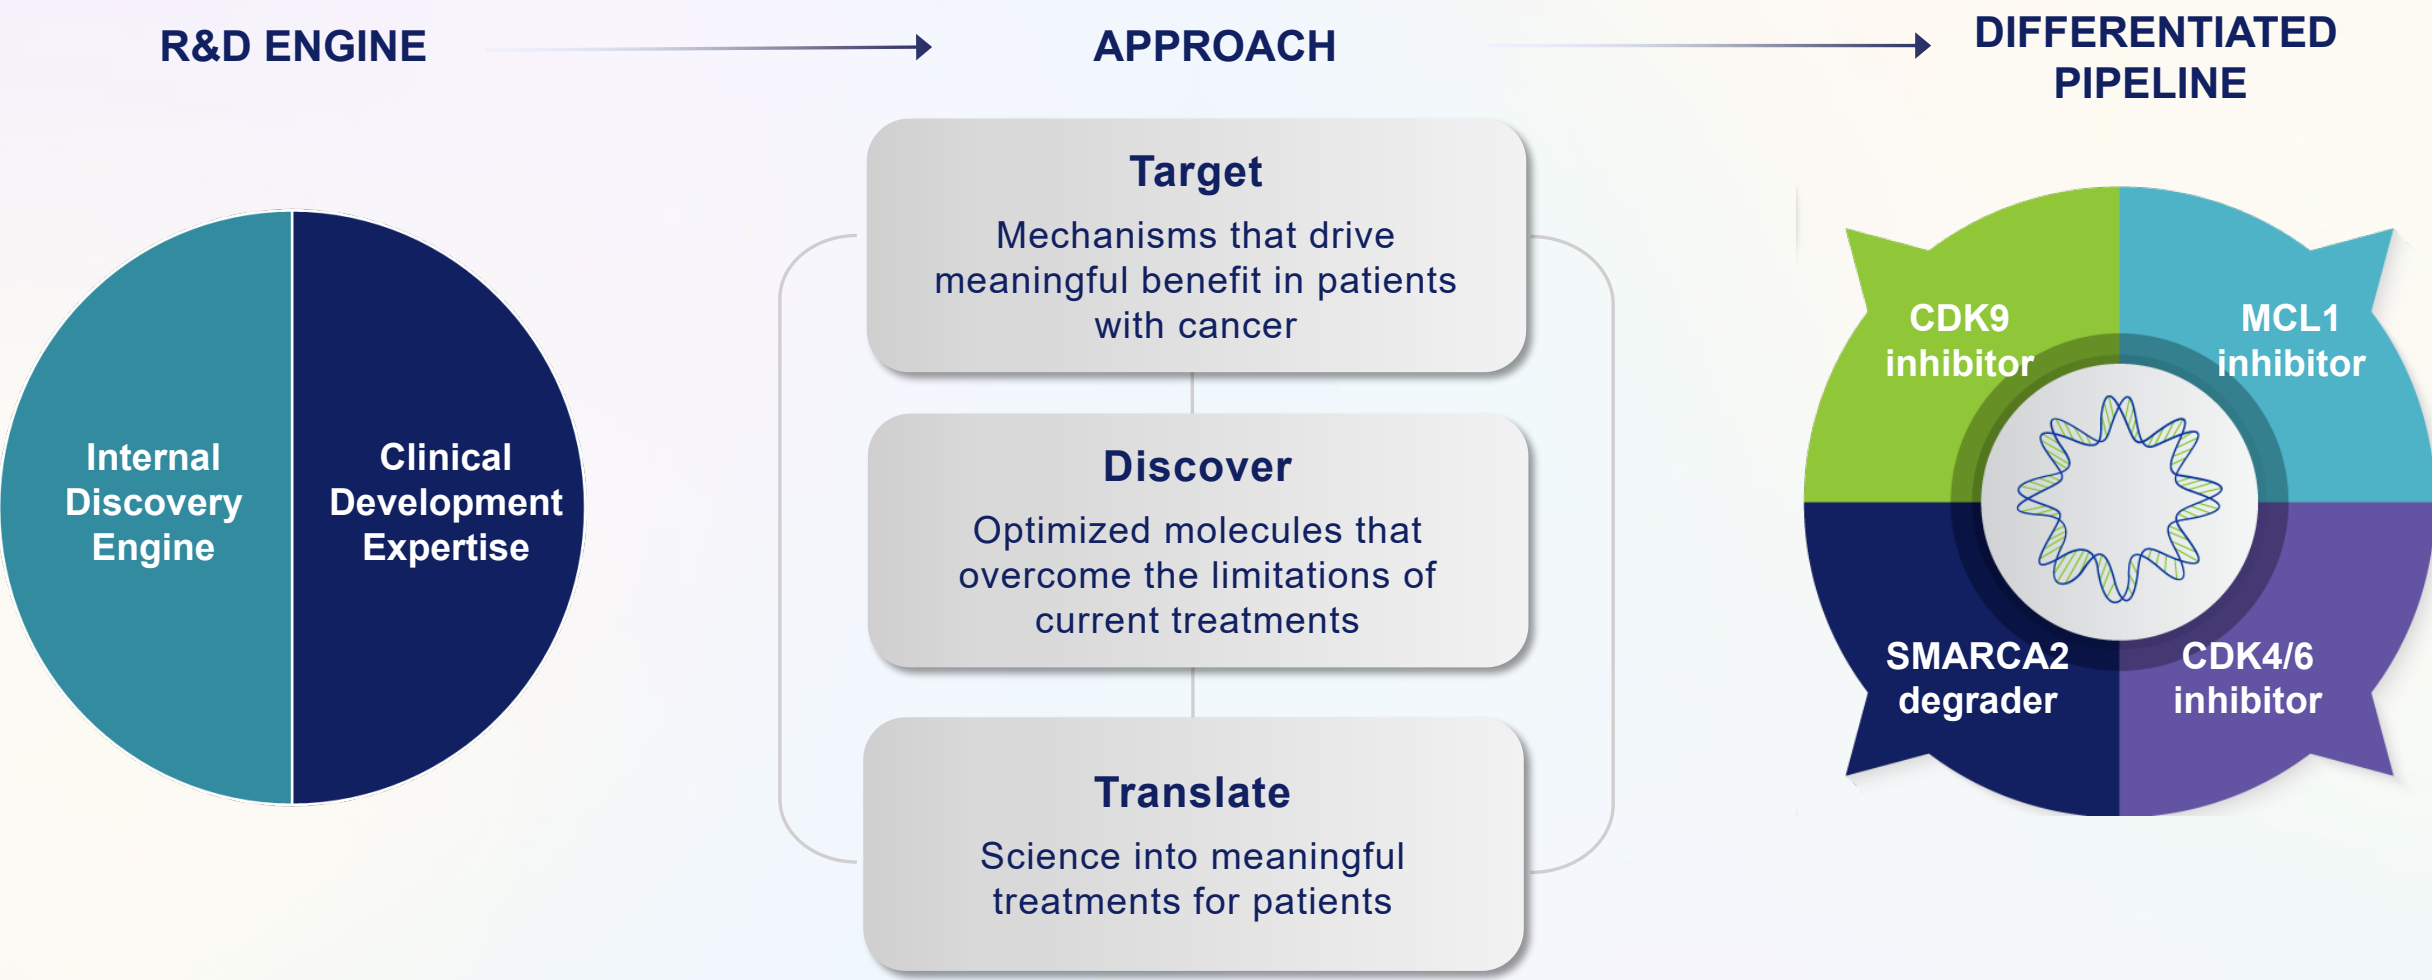 R&D ENGINE
APPROACH
DIFFERENTIATED
PIPELINE
Internal
Discovery
Engine
Clinical
Development
Expertise
Target
Mechanisms that drive
meaningful benefit in patients
with cancer
Discover
Optimized molecules that
overcome the limitations of
current treatments
Translate
Science into meaningful
treatments for patients
CDK9
inhibitor
MCL1
inhibitor
SMARCA2
degrader
CDK4/6
inhibitor